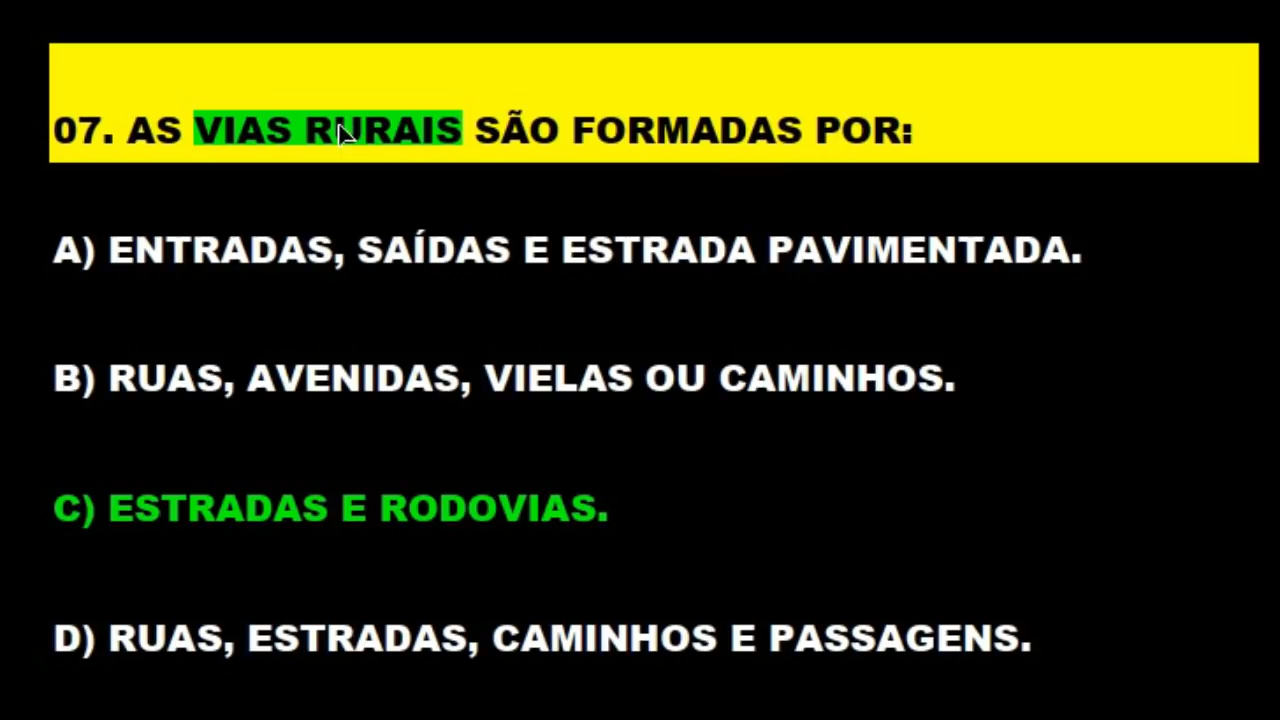 07. AS VIAS RURAIS SÃO FORMADAS POR:
A) ENTRADAS, SAÍDAS E ESTRADA PAVIMENTADA.
B) RUAS, AVENIDAS, VIELAS OU CAMINHOS.
C) ESTRADAS E RODOVIAS.
D) RUAS, ESTRADAS, CAMINHOS E PASSAGENS.